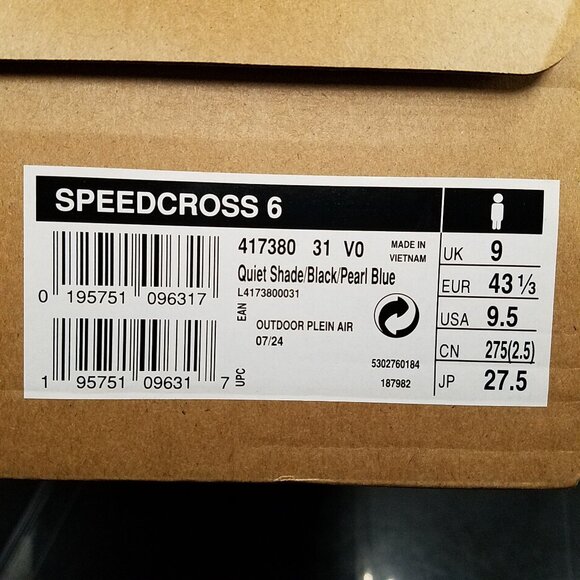 SPEEDCROSS 6
0 195751 096317
EAN
1 95751 09631 7
UPC
417380 31 V0
MADE IN
VIETNAM
Quiet Shade/Black/Pearl Blue
L4173800031
OUTDOOR PLEIN AIR
07/24
5302760184
187982
UK 9
EUR 43 ⅓
USA 9.5
CN 275(2.5)
JP 27.5